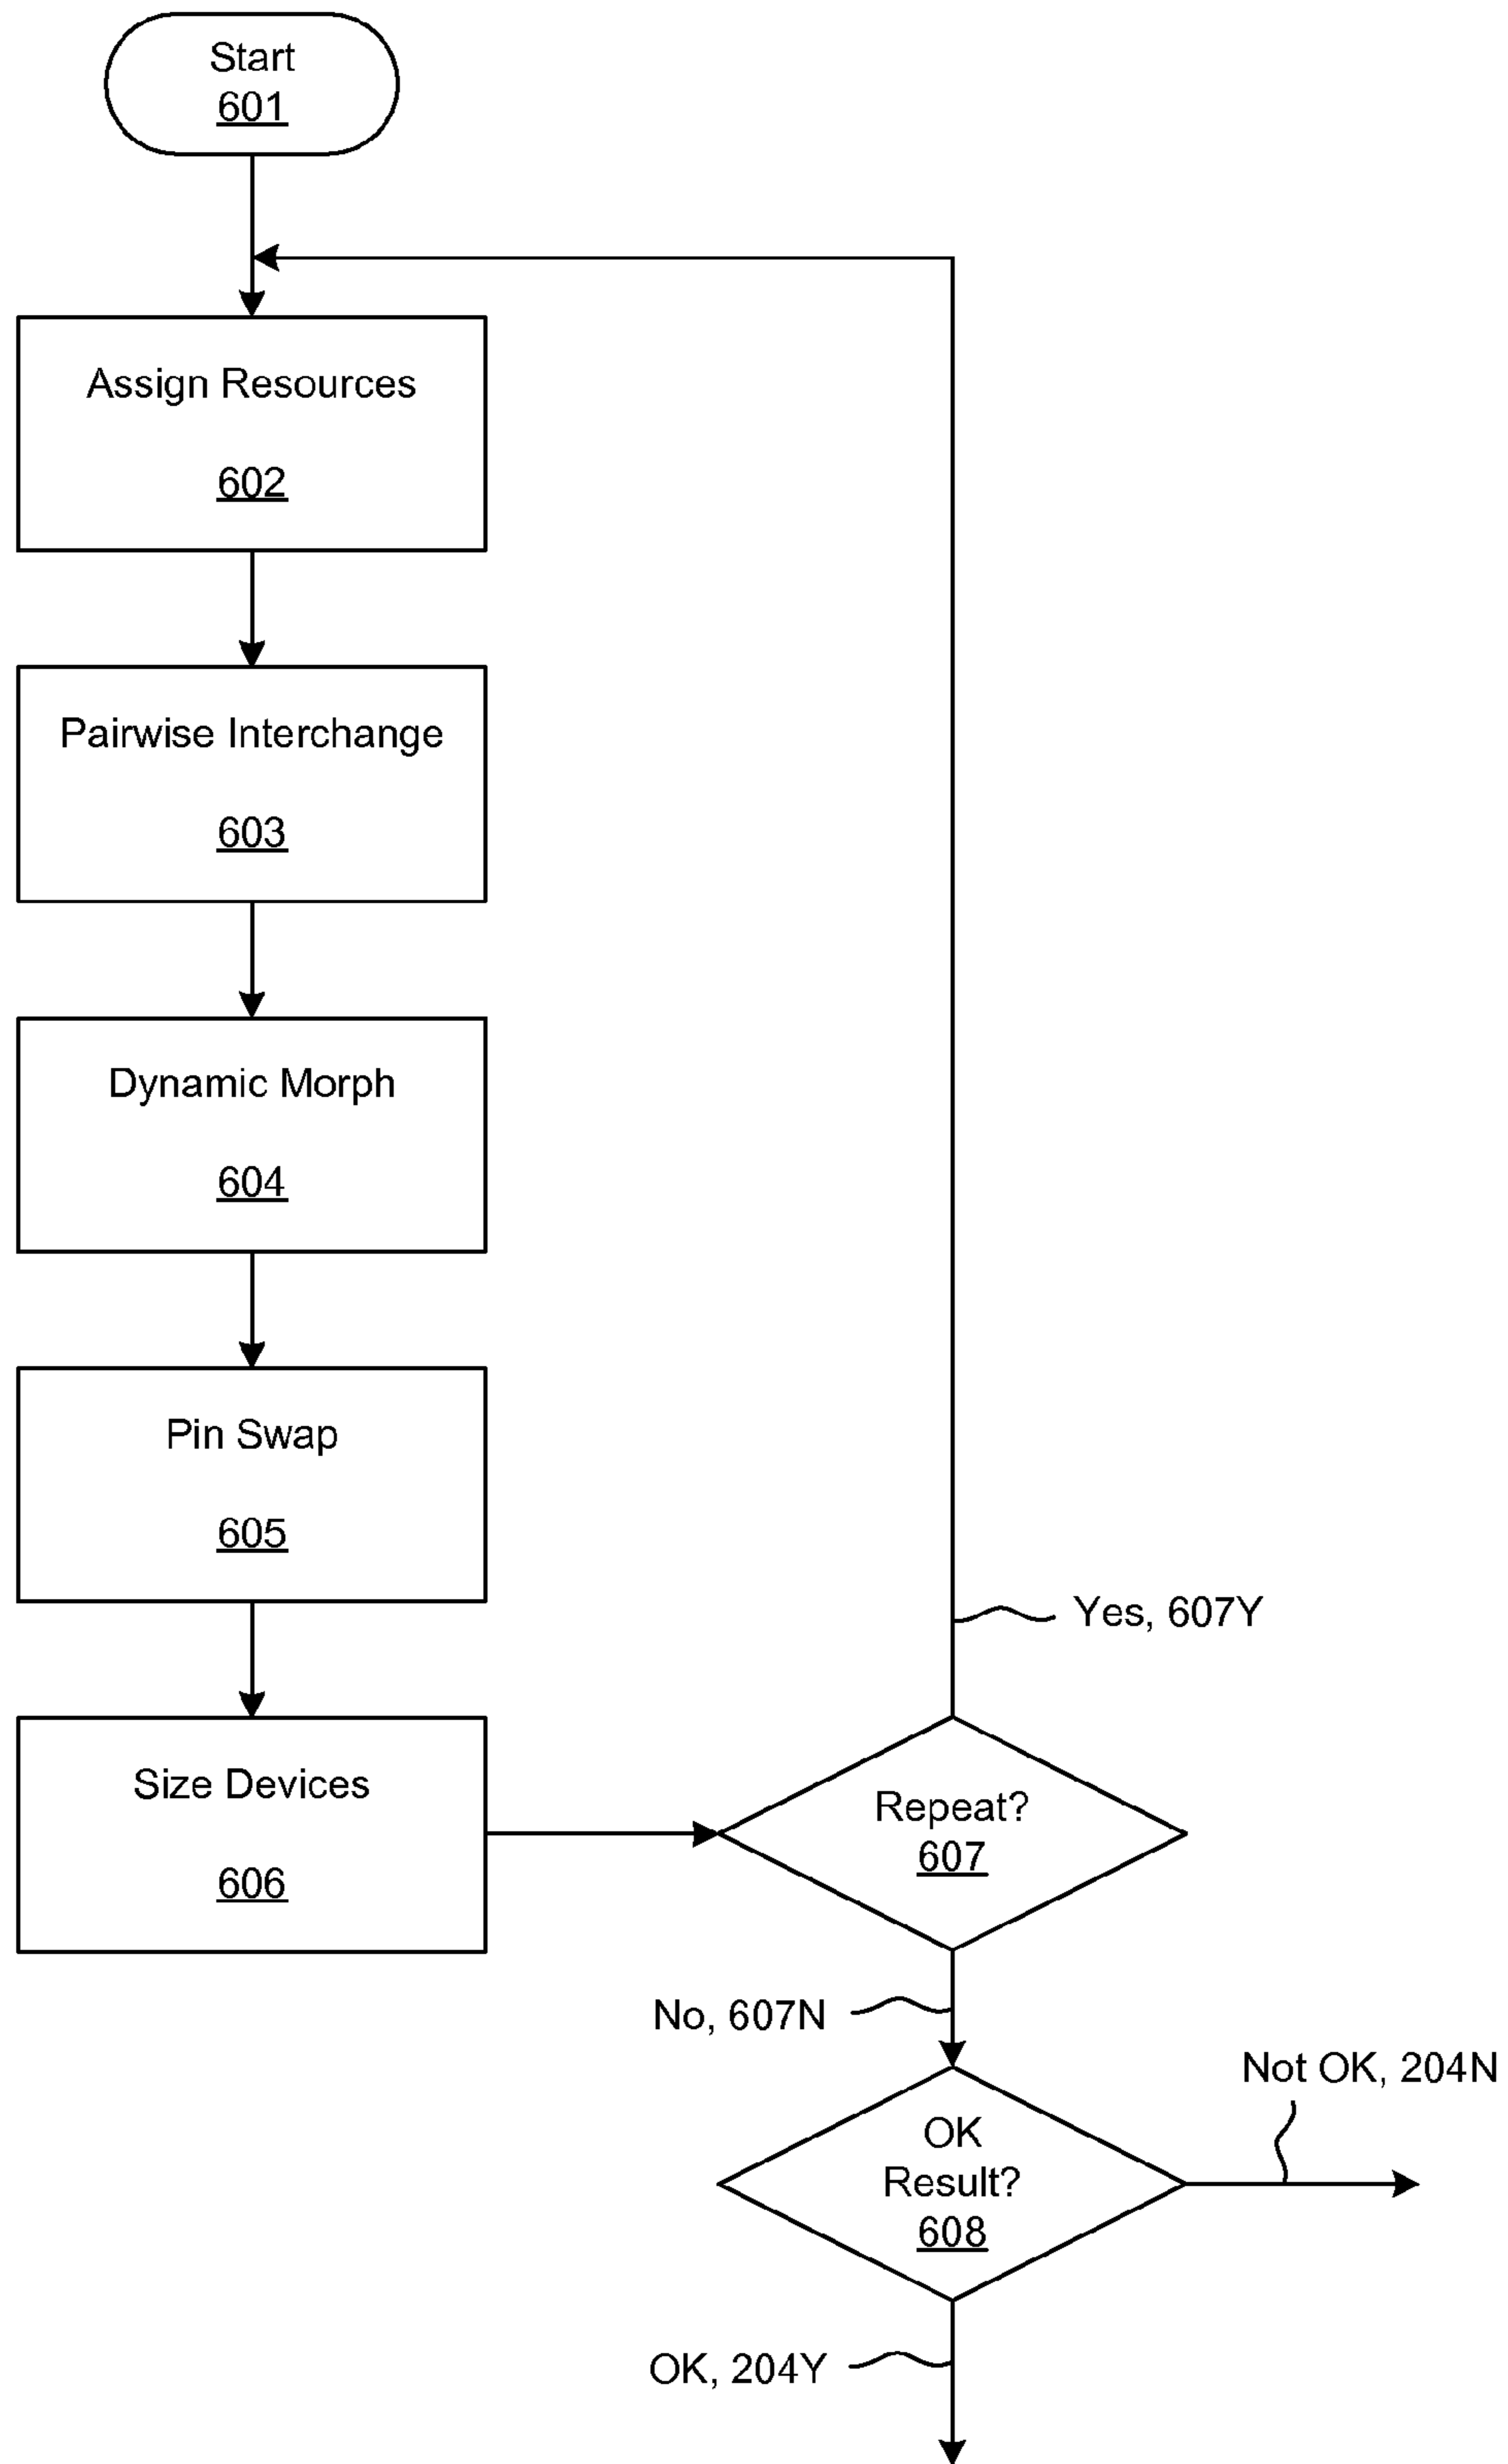 Start
601
Assign Resources
602
Pairwise Interchange
603
Dynamic Morph
604
Pin Swap
605
Yes, 607Y
Size Devices
606
Repeat?
607
No, 607N
Not OK, 204N
OK
Result?
608
OK, 204Y